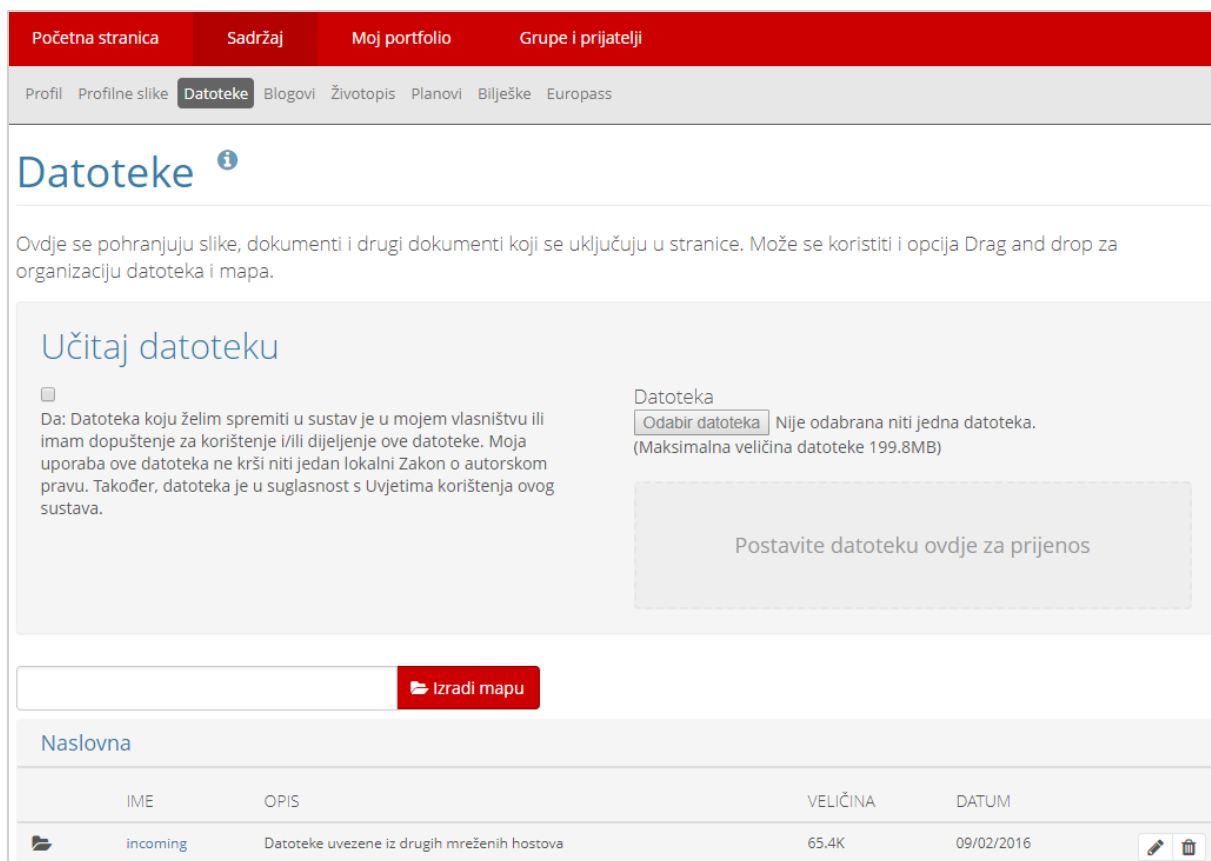 Početna stranica Sadržaj Moj portfolio Grupe i prijatelji
Profil Profilne slike Datoteke Blogovi Životopis Planovi Bilješke Europass
Datoteke
Ovdje se pohranjuju slike, dokumenti i drugi dokumenti koji se uključuju u stranice. Može se koristiti i opcija Drag and drop za
organizaciju datoteka i mapa.
Učitaj datoteku
Da: Datoteka koju želim spremiti u sustav je u mojem vlasništvu ili
imam dopuštenje za korištenje i/ili dijeljenje ove datoteke. Moja
uporaba ove datoteka ne krši niti jedan lokalni Zakon o autorskom
pravu. Također, datoteka je u suglasnost s Uvjetima korištenja ovog
sustava.
Datoteka
Odabir datoteka Nije odabrana niti jedna datoteka.
(Maksimalna veličina datoteke 199.8MB)
Postavite datoteku ovdje za prijenos
Izradi mapu
Naslovna
IME OPIS VELIČINA DATUM
incoming Datoteke uvezene iz drugih mreženih hostova 65.4K 09/02/2016